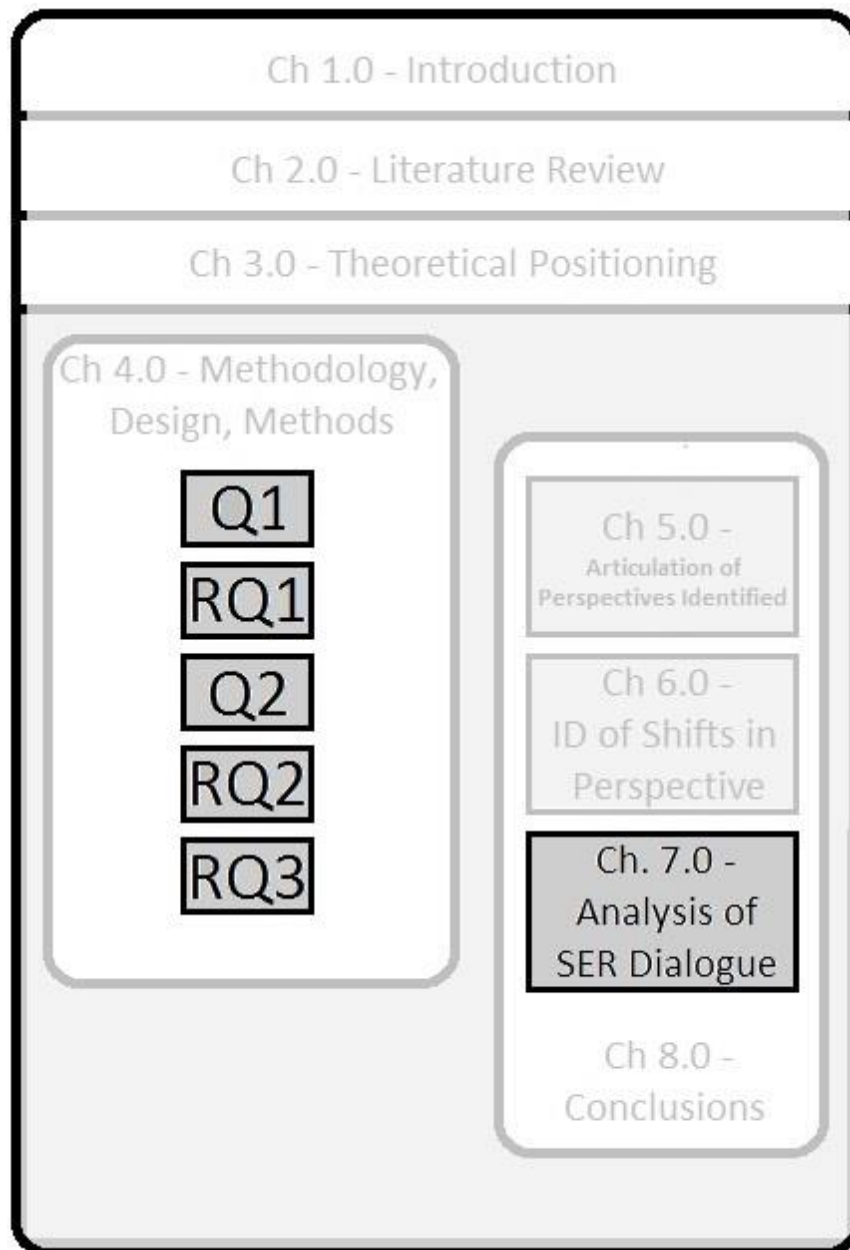 Ch 1.0 - Introduction
Ch 2.0 - Literature Review
Ch 3.0 - Theoretical Positioning
Ch 4.0 - Methodology,
Design, Methods
Q1
RQ1
Q2
RQ2
RQ3
Ch 5.0 -
Articulation of
Perspectives Identified
Ch 6.0 -
ID of Shifts in
Perspective
Ch. 7.0 -
Analysis of
SER Dialogue
Ch 8.0 -
Conclusions